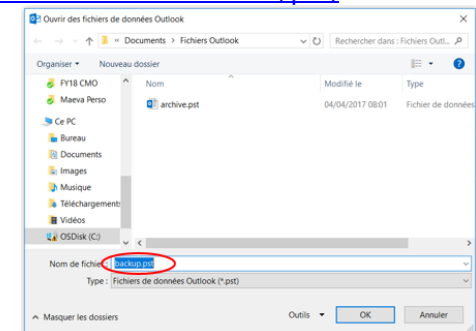 Ouvrir des fichiers de données Outlook
« Documents > Fichiers Outlook
Rechercher dans : Fichiers Outl...
Organiser
Nouveau dossier
FY18 CMO
Maeva Perso
Ce PC
Bureau
Documents
Images
Musique
Téléchargements
Vidéos
OSDisk (C:)
Nom
Modifié le
Type
archive.pst
04/04/2017 08:01
Fichier de données
Nom de fichier :
backup.pst
Type : Fichiers de données Outlook (*.pst)
Masquer les dossiers
Outils
OK
Annuler